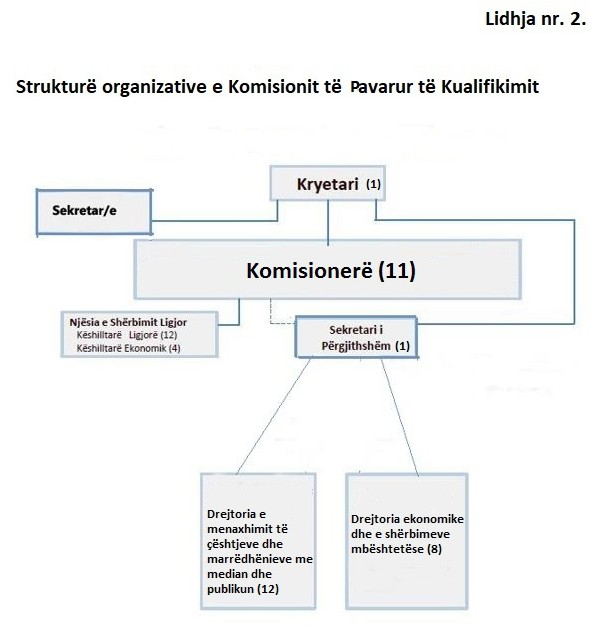 Lidhja nr. 2.
Strukturë organizative e Komisionit të Pavarur të Kualifikimit
Kryetari (1)
Sekretar/e
Komisionerë (11)
Njësia e Shërbimit Ligjor
Këshilltarë Ligjorë (12)
Këshilltarë Ekonomik (4)
Sekretari i
Përgjithshëm (1)
Drejtoria e
menaxhimit të
çështjeve dhe
marrëdhënieve me
median dhe
publikun (12)
Drejtoria ekonomike
dhe e shërbimeve
mbështetëse (8)